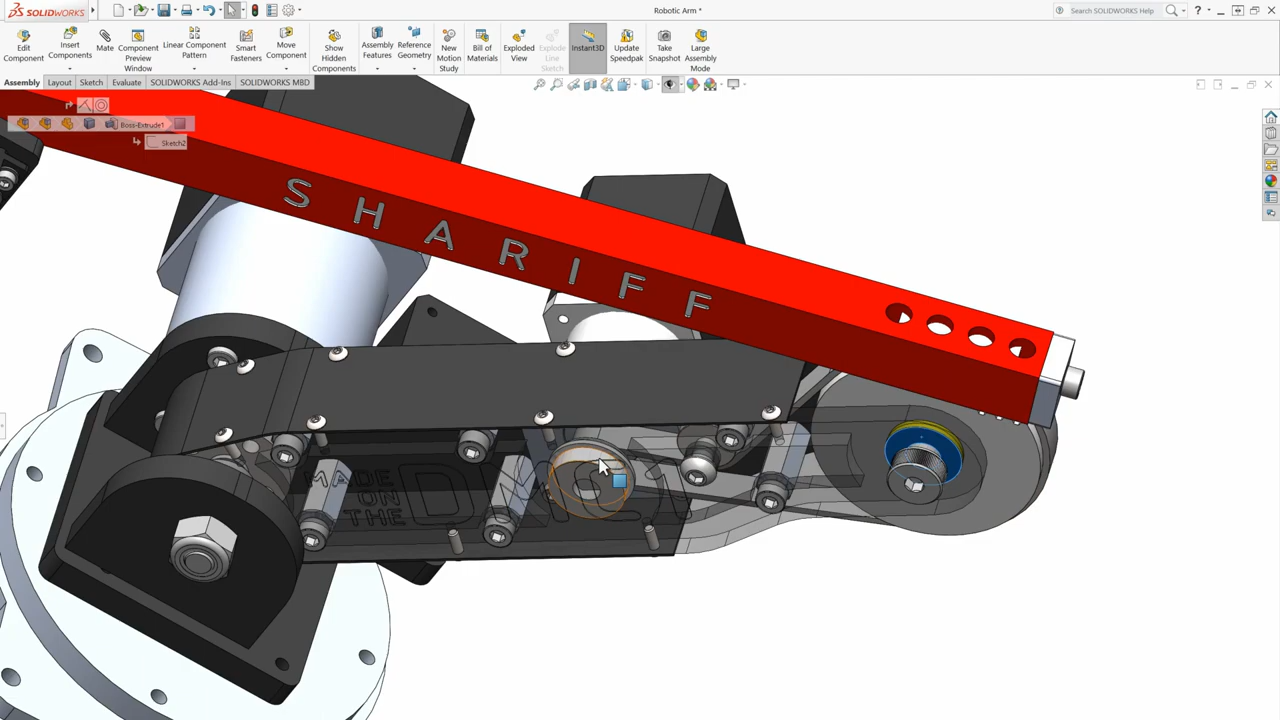 SOLIDWORKS
Robotic Arm *
Search SOLIDWORKS Help
Edit Component
Insert Components
Mate
Component Preview Window
Linear Component Pattern
Smart Fasteners
Move Component
Show Hidden Components
Assembly Features
Reference Geometry
New Motion Study
Bill of Materials
Exploded View
Explode Line Sketch
Instant3D
Update Speedpak
Take Snapshot
Large Assembly Mode
Assembly
Layout
Sketch
Evaluate
SOLIDWORKS Add-Ins
SOLIDWORKS MBD
Boss-Extrude1
Sketch2
SHARIFF
MADE
ON
THE